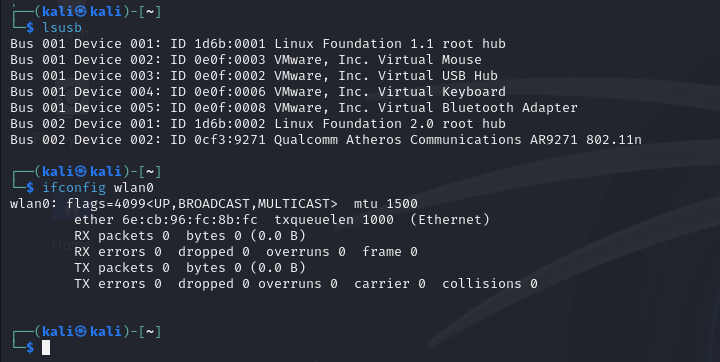 ┌──(kali㉿kali)-[~]
└─$ lsusb
Bus 001 Device 001: ID 1d6b:0001 Linux Foundation 1.1 root hub
Bus 001 Device 002: ID 0e0f:0003 VMware, Inc. Virtual Mouse
Bus 001 Device 003: ID 0e0f:0002 VMware, Inc. Virtual USB Hub
Bus 001 Device 004: ID 0e0f:0006 VMware, Inc. Virtual Keyboard
Bus 001 Device 005: ID 0e0f:0008 VMware, Inc. Virtual Bluetooth Adapter
Bus 002 Device 001: ID 1d6b:0002 Linux Foundation 2.0 root hub
Bus 002 Device 002: ID 0cf3:9271 Qualcomm Atheros Communications AR9271 802.11n
┌──(kali㉿kali)-[~]
└─$ ifconfig wlan0
wlan0: flags=4099<UP,BROADCAST,MULTICAST>  mtu 1500
        ether 6e:cb:96:fc:8b:fc  txqueuelen 1000  (Ethernet)
        RX packets 0  bytes 0 (0.0 B)
        RX errors 0  dropped 0  overruns 0  frame 0
        TX packets 0  bytes 0 (0.0 B)
        TX errors 0  dropped 0 overruns 0  carrier 0  collisions 0
┌──(kali㉿kali)-[~]
└─$